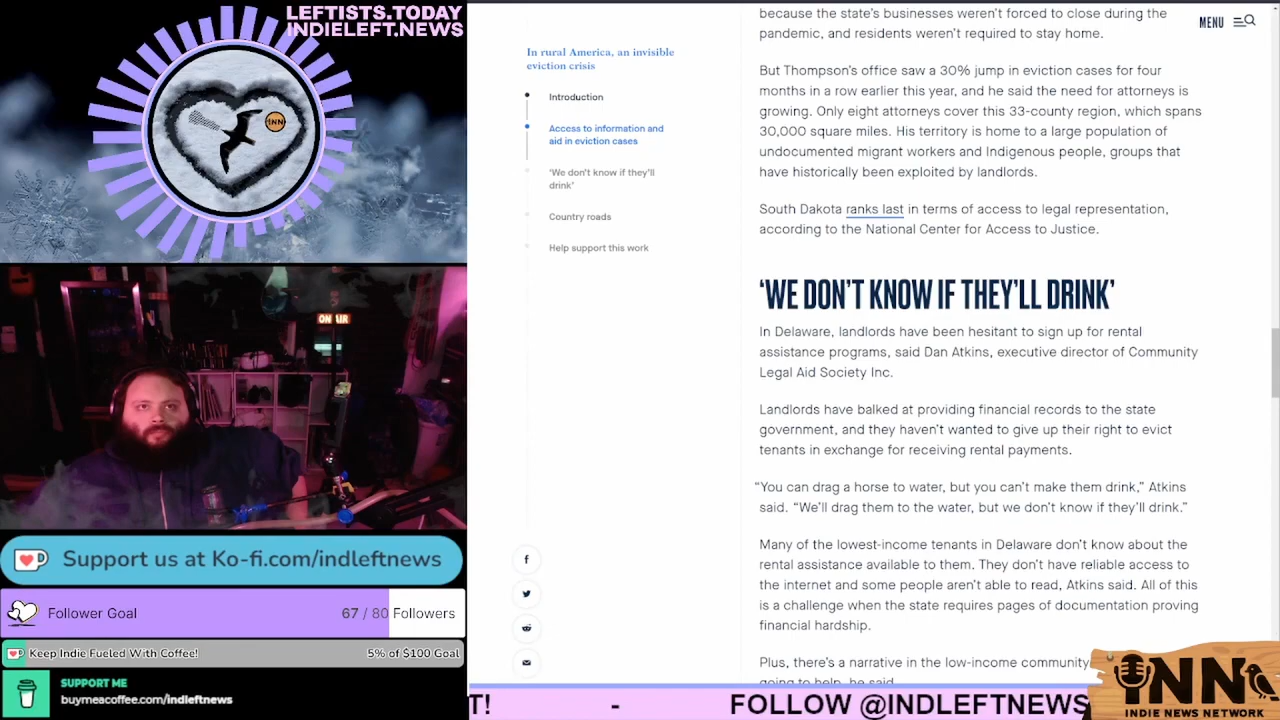 LEFTISTS.TODAY
INDIELEFT.NEWS
INN
ON AIR
Support us at Ko-fi.com/indleftnews
Follower Goal
67 / 80 Followers
Keep Indie Fueled With Coffee!
5% of $100 Goal
SUPPORT ME
buymeacoffee.com/indleftnews
In rural America, an invisible
eviction crisis
Introduction
Access to information and
aid in eviction cases
‘We don’t know if they’ll
drink’
Country roads
Help support this work
MENU
because the state’s businesses weren’t forced to close during the
pandemic, and residents weren’t required to stay home.
But Thompson’s office saw a 30% jump in eviction cases for four
months in a row earlier this year, and he said the need for attorneys is
growing. Only eight attorneys cover this 33-county region, which spans
30,000 square miles. His territory is home to a large population of
undocumented migrant workers and Indigenous people, groups that
have historically been exploited by landlords.
South Dakota ranks last in terms of access to legal representation,
according to the National Center for Access to Justice.
‘WE DON’T KNOW IF THEY’LL DRINK’
In Delaware, landlords have been hesitant to sign up for rental
assistance programs, said Dan Atkins, executive director of Community
Legal Aid Society Inc.
Landlords have balked at providing financial records to the state
government, and they haven’t wanted to give up their right to evict
tenants in exchange for receiving rental payments.
“You can drag a horse to water, but you can’t make them drink,” Atkins
said. “We’ll drag them to the water, but we don’t know if they’ll drink.”
Many of the lowest-income tenants in Delaware don’t know about the
rental assistance available to them. They don’t have reliable access to
the internet and some people aren’t able to read, Atkins said. All of this
is a challenge when the state requires pages of documentation proving
financial hardship.
Plus, there’s a narrative in the low-income community
going to help, he said.
T! - FOLLOW @INDLEFTNEWS
INN
INDIE NEWS NETWORK